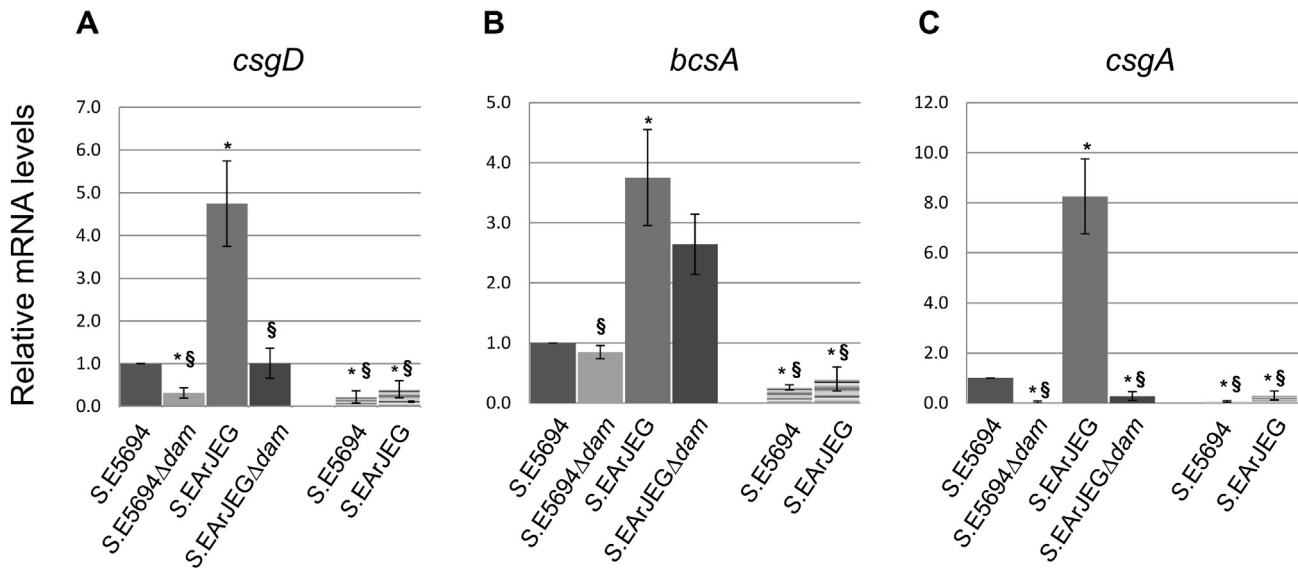 A
csgD
Relative mRNA levels
7.0
6.0
5.0
4.0
3.0
2.0
1.0
0.0
*
* §
§
* §
* §
S.E5694
S.E5694Δdam
S.EArJEG
S.EArJEGΔdam
S.E5694
S.EArJEG
B
bcsA
5.0
4.0
3.0
2.0
1.0
0.0
§
*
* §
* §
S.E5694
S.E5694Δdam
S.EArJEG
S.EArJEGΔdam
S.E5694
S.EArJEG
C
csgA
12.0
10.0
8.0
6.0
4.0
2.0
0.0
*
*§
*§
*§
*§
S.E5694
S.E5694Δdam
S.EArJEG
S.EArJEGΔdam
S.E5694
S.EArJEG